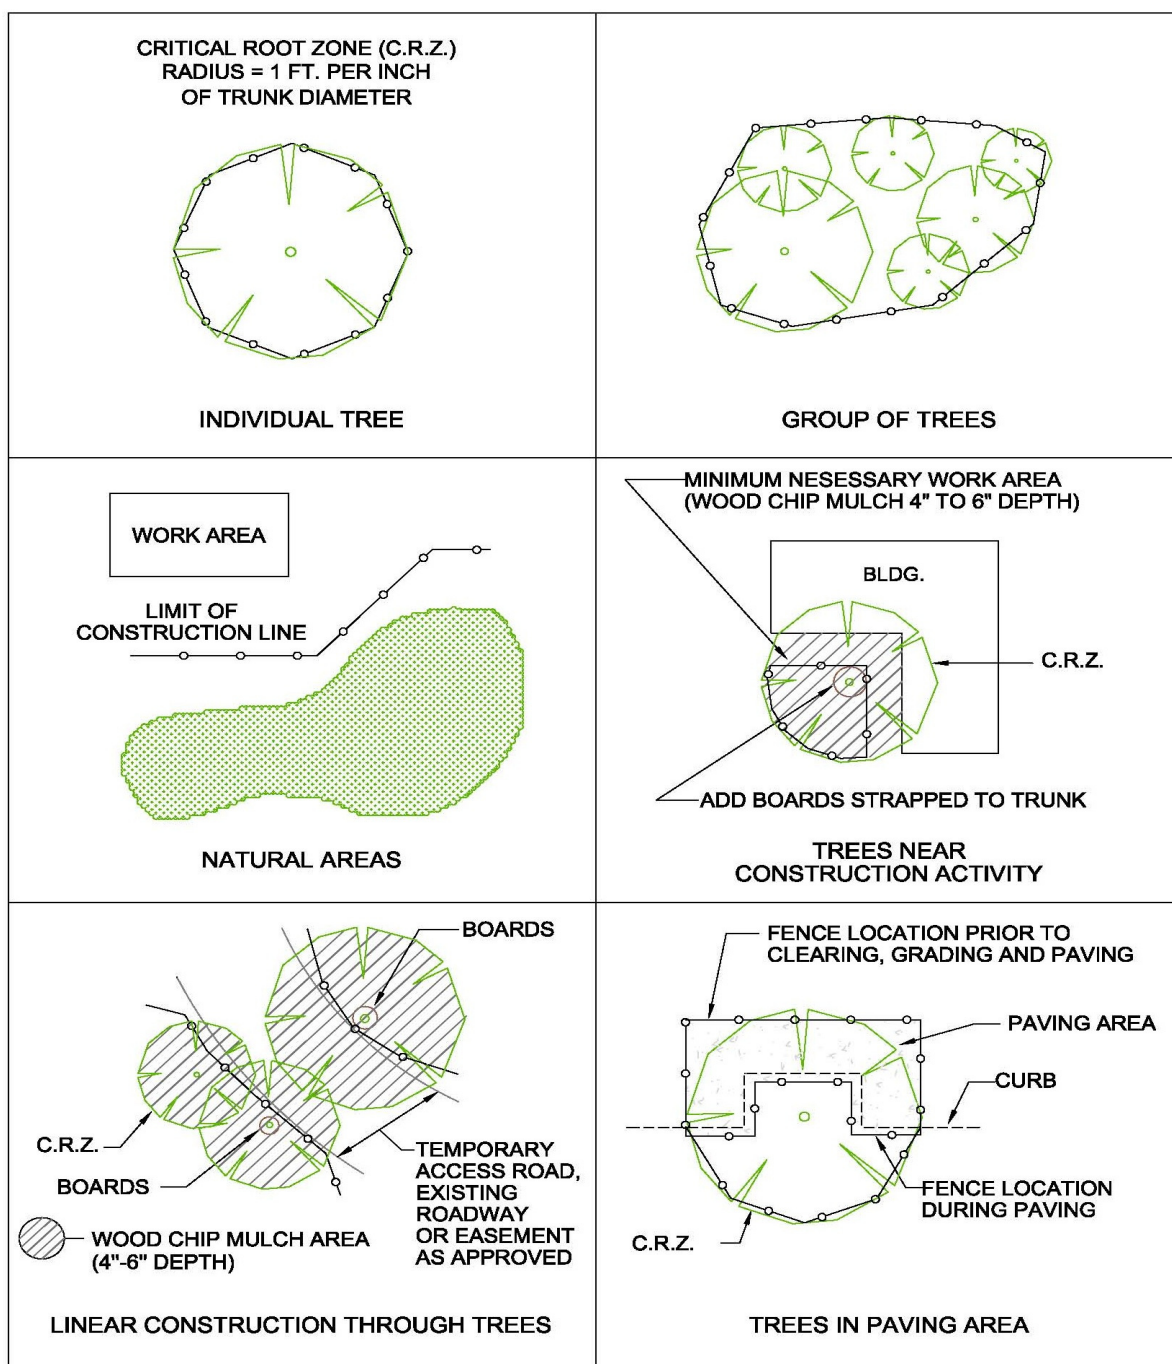 CRITICAL ROOT ZONE (C.R.Z.)
RADIUS = 1 FT. PER INCH
OF TRUNK DIAMETER
INDIVIDUAL TREE
GROUP OF TREES
WORK AREA
LIMIT OF
CONSTRUCTION LINE
NATURAL AREAS
MINIMUM NESESSARY WORK AREA
(WOOD CHIP MULCH 4" TO 6" DEPTH)
BLDG.
C.R.Z.
ADD BOARDS STRAPPED TO TRUNK
TREES NEAR
CONSTRUCTION ACTIVITY
BOARDS
C.R.Z.
BOARDS
TEMPORARY
ACCESS ROAD,
EXISTING
ROADWAY
OR EASEMENT
AS APPROVED
WOOD CHIP MULCH AREA
(4"-6" DEPTH)
LINEAR CONSTRUCTION THROUGH TREES
FENCE LOCATION PRIOR TO
CLEARING, GRADING AND PAVING
PAVING AREA
CURB
FENCE LOCATION
DURING PAVING
C.R.Z.
TREES IN PAVING AREA